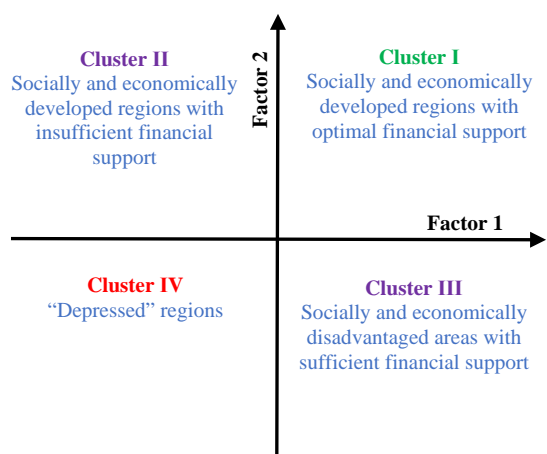 Cluster II
Socially and economically
developed regions with
insufficient financial
support
Factor 2
Cluster I
Socially and economically
developed regions with
optimal financial support
Factor 1
Cluster IV
“Depressed” regions
Cluster III
Socially and economically
disadvantaged areas with
sufficient financial support